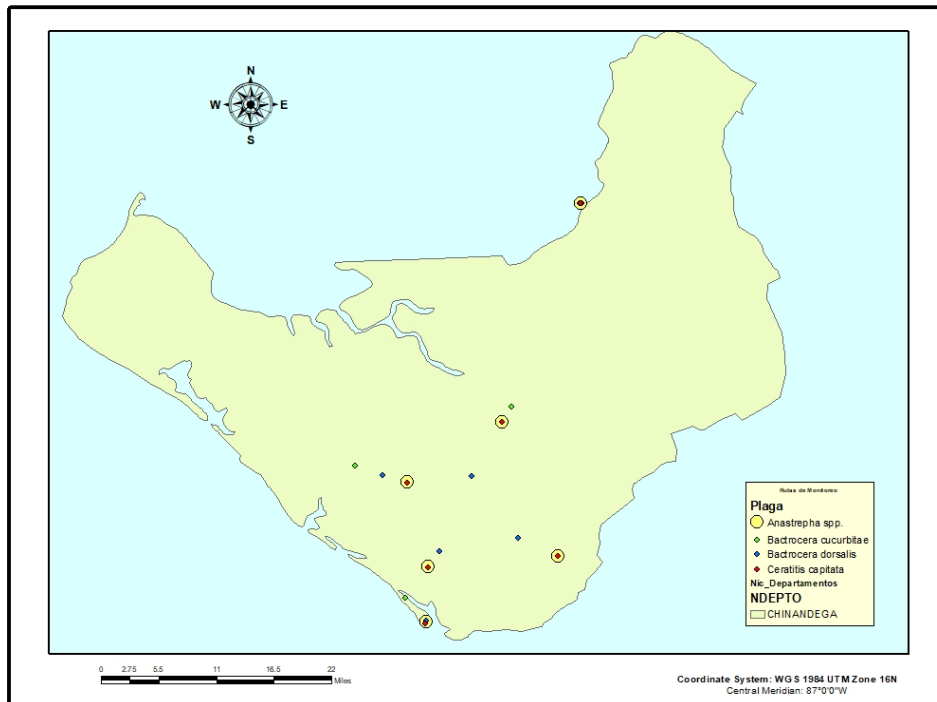 N
W E
S
Rutas de Monitoreo
Plaga
Anastrepha spp.
Bactrocera cucurbitae
Bactrocera dorsalis
Ceratitis capitata
Nic_Departamentos
NDEPTO
CHINANDEGA
0 2.75 5.5 11 16.5 22
Miles
Coordinate System: WGS 1984 UTM Zone 16N
Central Meridian: 87°0'0"W